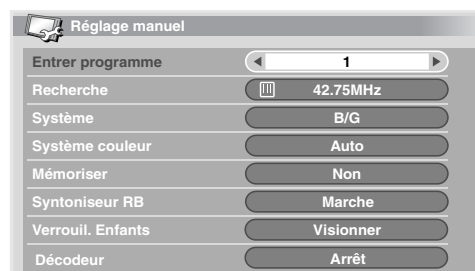 Réglage manuel
Entrer programme 1
Recherche 42.75MHz
Système B/G
Système couleur Auto
Mémoriser Non
Syntoniseur RB Marche
Verrouil. Enfants Visionner
Décodeur Arrêt